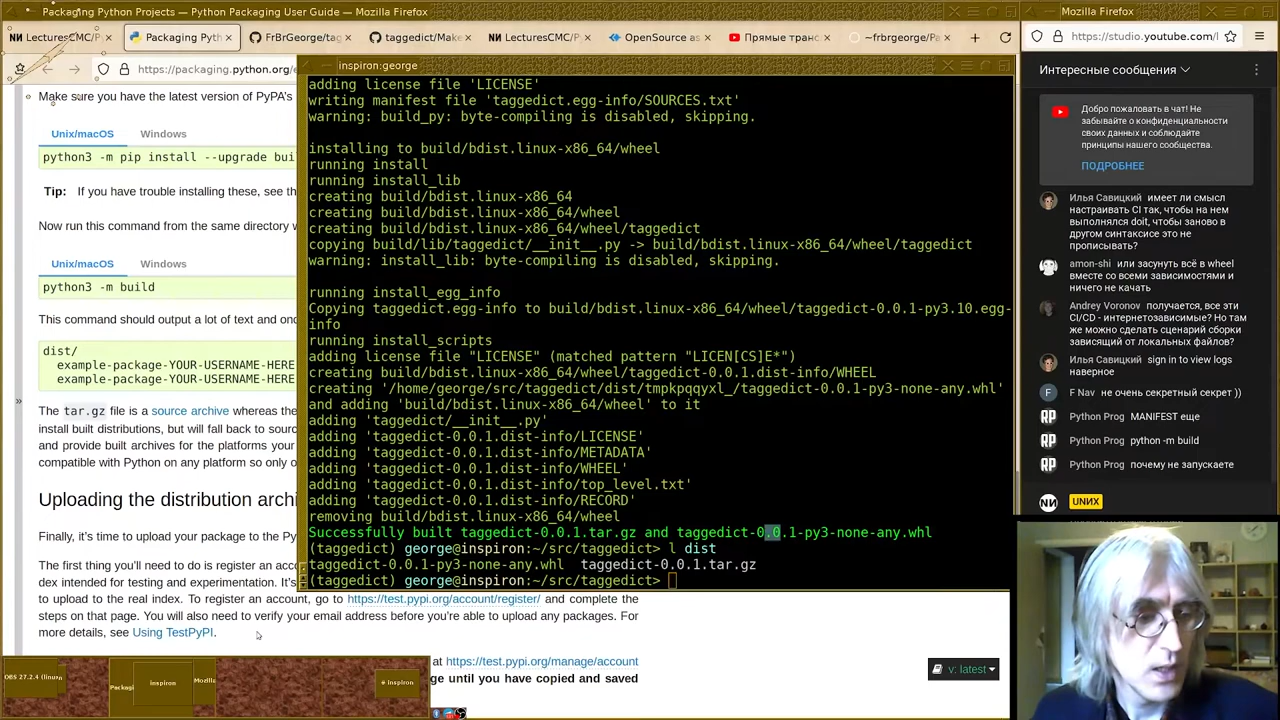 Packaging Python Projects — Python Packaging User Guide — Mozilla Firefox
Mozilla Firefox
LecturesCMC/P
Packaging Pyth
FrBrGeorge/tag
taggedict/Make
LecturesCMC/P
OpenSource as
Прямые транс
~frbrgeorge/Pa
https://studio.youtube.com/l
https://packaging.python.org/e
inspiron:george
Make sure you have the latest version of PyPA's
Unix/macOS
Windows
python3 -m pip install --upgrade bui
Tip: If you have trouble installing these, see the
Now run this command from the same directory w
Unix/macOS
Windows
python3 -m build
This command should output a lot of text and onc
dist/
example-package-YOUR-USERNAME-HERE
example-package-YOUR-USERNAME-HERE
The tar.gz file is a source archive whereas the
install built distributions, but will fall back to sourc
and provide built archives for the platforms your
compatible with Python on any platform so only o
Uploading the distribution archi
Finally, it's time to upload your package to the Py
The first thing you'll need to do is register an acco
dex intended for testing and experimentation. It's
to upload to the real index. To register an account, go to https://test.pypi.org/account/register/ and complete the
steps on that page. You will also need to verify your email address before you're able to upload any packages. For
more details, see Using TestPyPI.
at https://test.pypi.org/manage/account
ge until you have copied and saved
v: latest
adding license file 'LICENSE'
writing manifest file 'taggedict.egg-info/SOURCES.txt'
warning: build_py: byte-compiling is disabled, skipping.
installing to build/bdist.linux-x86_64/wheel
running install
running install_lib
creating build/bdist.linux-x86_64
creating build/bdist.linux-x86_64/wheel
creating build/bdist.linux-x86_64/wheel/taggedict
copying build/lib/taggedict/__init__.py -> build/bdist.linux-x86_64/wheel/taggedict
warning: install_lib: byte-compiling is disabled, skipping.
running install_egg_info
Copying taggedict.egg-info to build/bdist.linux-x86_64/wheel/taggedict-0.0.1-py3.10.egg-
info
running install_scripts
adding license file "LICENSE" (matched pattern "LICEN[CS]E*")
creating build/bdist.linux-x86_64/wheel/taggedict-0.0.1.dist-info/WHEEL
creating '/home/george/src/taggedict/dist/tmpkpqqyxl_/taggedict-0.0.1-py3-none-any.whl'
and adding 'build/bdist.linux-x86_64/wheel' to it
adding 'taggedict/__init__.py'
adding 'taggedict-0.0.1.dist-info/LICENSE'
adding 'taggedict-0.0.1.dist-info/METADATA'
adding 'taggedict-0.0.1.dist-info/WHEEL'
adding 'taggedict-0.0.1.dist-info/top_level.txt'
adding 'taggedict-0.0.1.dist-info/RECORD'
removing build/bdist.linux-x86_64/wheel
Successfully built taggedict-0.0.1.tar.gz and taggedict-0.0.1-py3-none-any.whl
(taggedict) george@inspiron:~/src/taggedict> l dist
taggedict-0.0.1-py3-none-any.whl taggedict-0.0.1.tar.gz
(taggedict) george@inspiron:~/src/taggedict>
Интересные сообщения
Добро пожаловать в чат! Не
забывайте о конфиденциальности
своих данных и соблюдайте
принципы нашего сообщества.
ПОДРОБНЕЕ
Илья Савицкий имеет ли смысл
настраивать CI так, чтобы на нем
выполнялся doit, чтобы заново в
другом синтаксисе это не
прописывать?
amon-shi или засунуть всё в wheel
вместе со всеми зависимостями и
ничего не качать
Andrey Voronov получается, все эти
CI/CD - интернетозависимые? Но там
же можно сделать сценарий сборки
зависящий от локальных файлов?
Илья Савицкий sign in to view logs
наверное
F Nav не очень секретный секрет ))
Python Prog MANIFEST еще
Python Prog python -m build
Python Prog почему не запускаете
UNИX
OBS 27.2.4 (linux
Packagi
inspiron
Mozilla
# inspiron